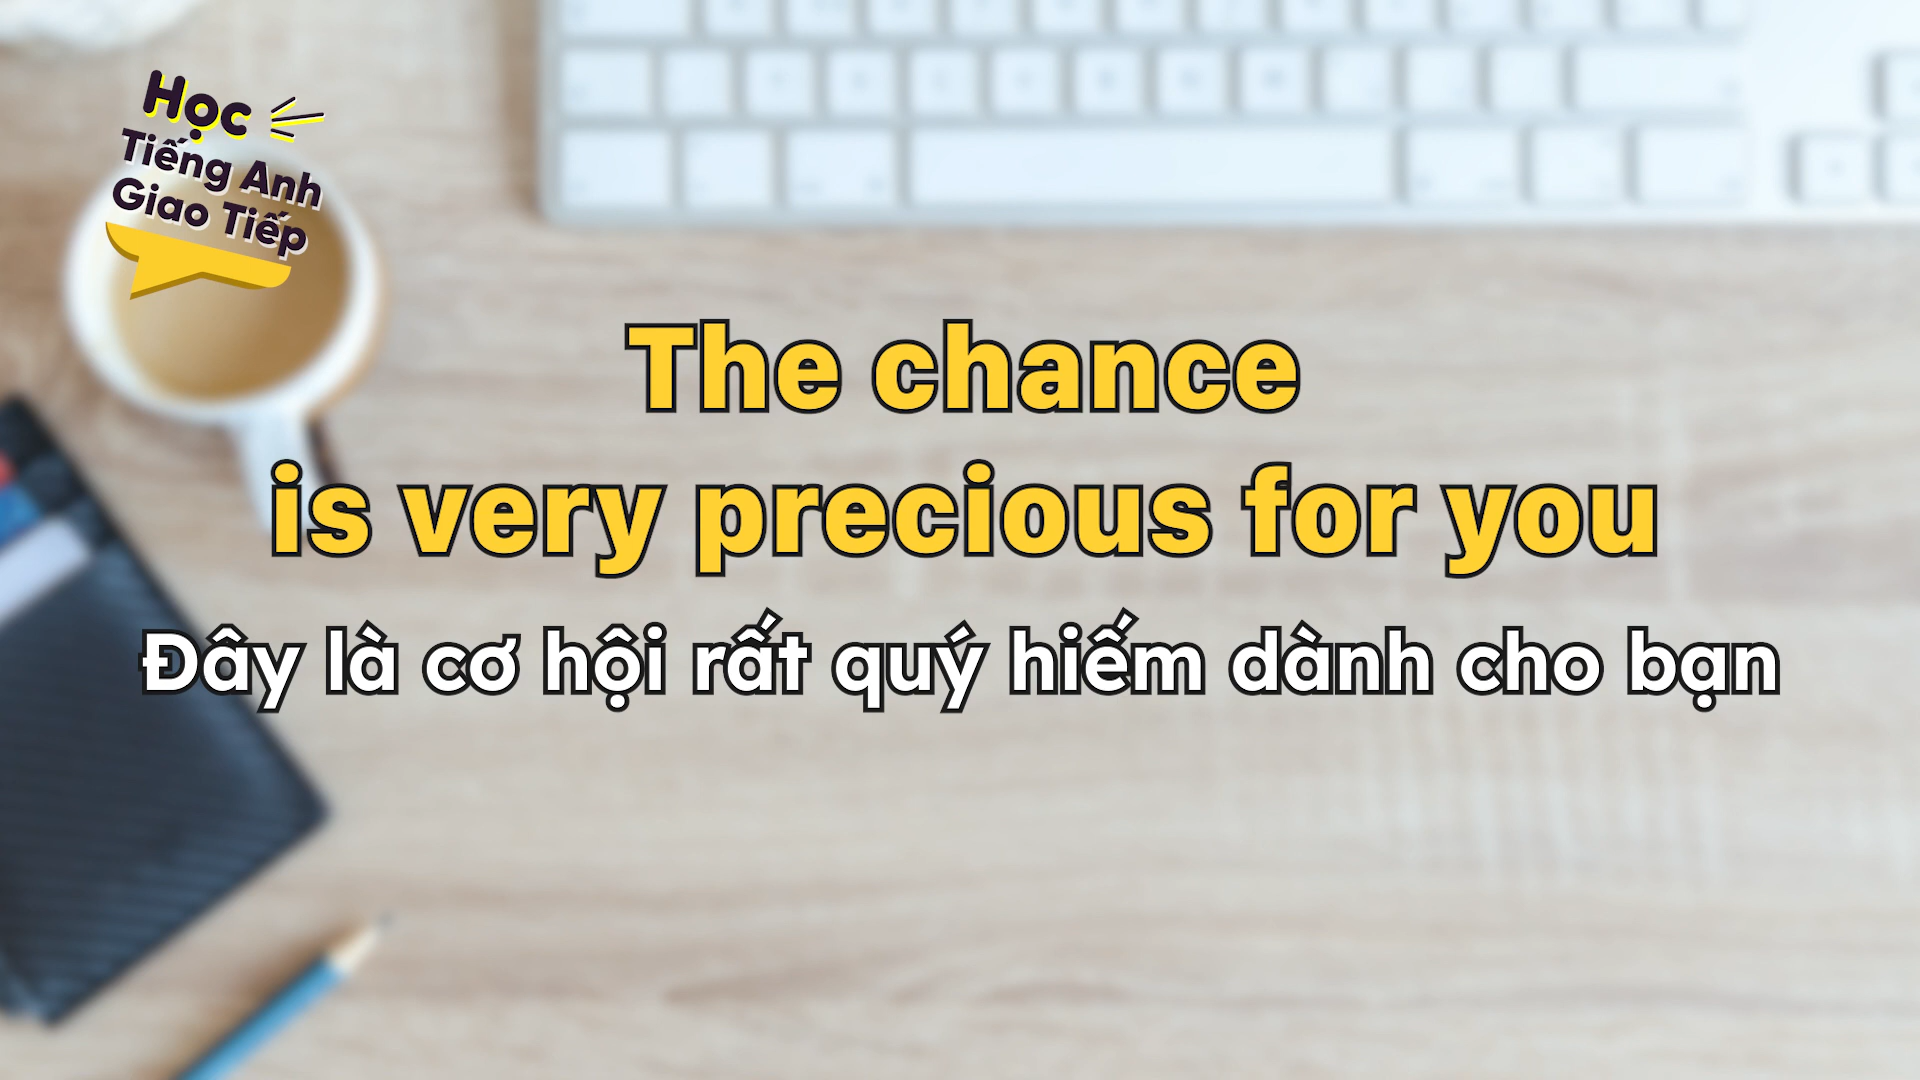 Học
Tiếng Anh
Giao Tiếp
The chance
is very precious for you
Đây là cơ hội rất quý hiếm dành cho bạn